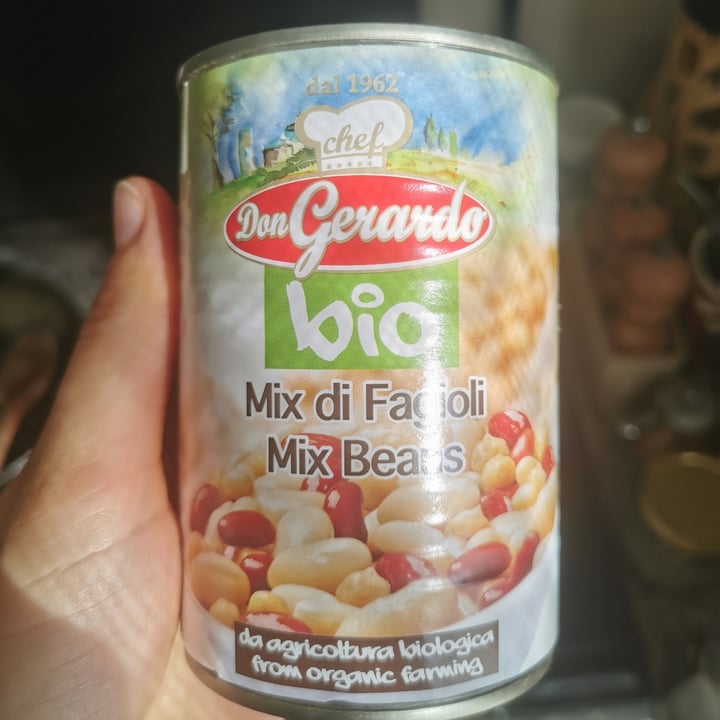 dal 1962
chef
Don Gerardo
bio
Mix di Fagioli
Mix Beans
da agricoltura biologica
from organic farming